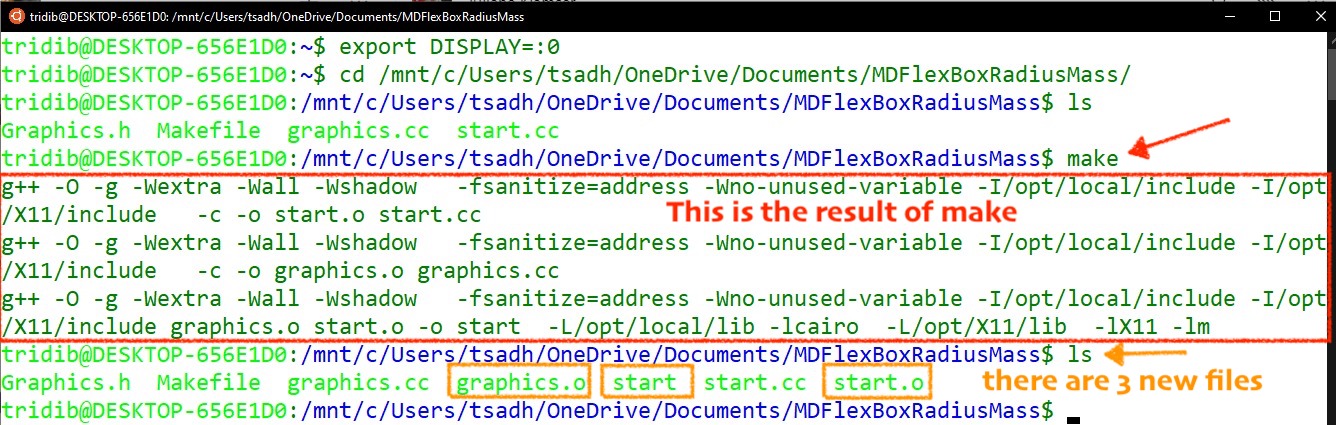 tridib@DESKTOP-656E1D0: /mnt/c/Users/tsadh/OneDrive/Documents/MDFlexBoxRadiusMass
tridib@DESKTOP-656E1D0:~$ export DISPLAY=:0
tridib@DESKTOP-656E1D0:~$ cd /mnt/c/Users/tsadh/OneDrive/Documents/MDFlexBoxRadiusMass/
tridib@DESKTOP-656E1D0:/mnt/c/Users/tsadh/OneDrive/Documents/MDFlexBoxRadiusMass$ ls
Graphics.h  Makefile  graphics.cc  start.cc
tridib@DESKTOP-656E1D0:/mnt/c/Users/tsadh/OneDrive/Documents/MDFlexBoxRadiusMass$ make
g++ -O -g -Wextra -Wall -Wshadow   -fsanitize=address -Wno-unused-variable -I/opt/local/include -I/opt
/X11/include   -c -o start.o start.cc
This is the result of make
g++ -O -g -Wextra -Wall -Wshadow   -fsanitize=address -Wno-unused-variable -I/opt/local/include -I/opt
/X11/include   -c -o graphics.o graphics.cc
g++ -O -g -Wextra -Wall -Wshadow   -fsanitize=address -Wno-unused-variable -I/opt/local/include -I/opt
/X11/include graphics.o start.o -o start  -L/opt/local/lib -lcairo  -L/opt/X11/lib  -lX11 -lm
tridib@DESKTOP-656E1D0:/mnt/c/Users/tsadh/OneDrive/Documents/MDFlexBoxRadiusMass$ ls
Graphics.h  Makefile  graphics.cc  graphics.o  start  start.cc  start.o
there are 3 new files
tridib@DESKTOP-656E1D0:/mnt/c/Users/tsadh/OneDrive/Documents/MDFlexBoxRadiusMass$